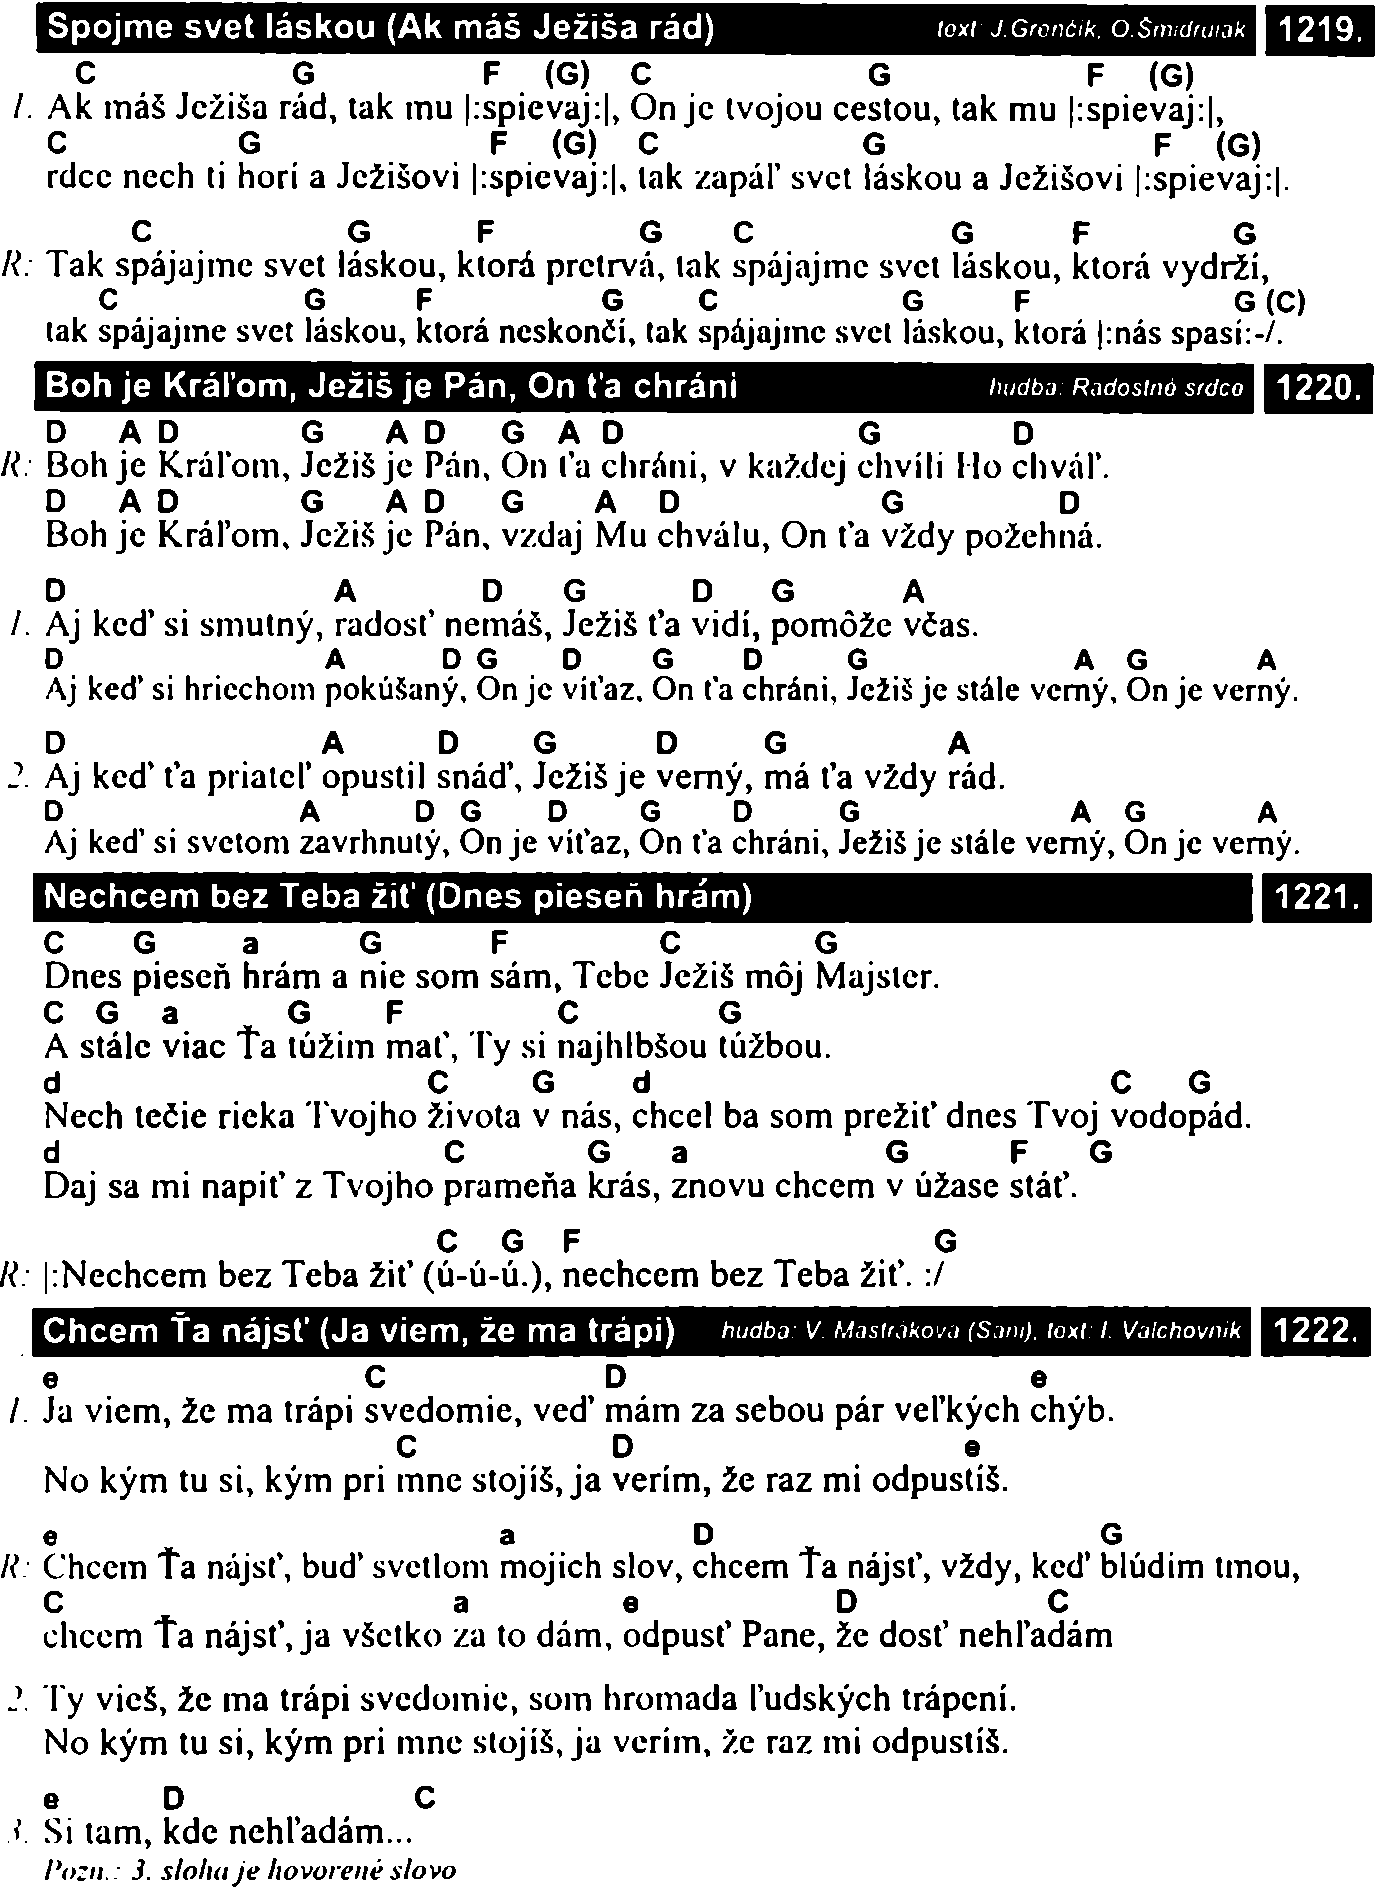 Spojme svet láskou (Ak máš Ježiša rád) text: J.Grenčík, O.Šmidriak 1219.
C G F (G) C G F (G)
1. Ak máš Ježiša rád, tak mu |:spievaj:|, On je tvojou cestou, tak mu |:spievaj:|,
C G F (G) C G F (G)
rdce nech ti horí a Ježišovi |:spievaj:|, tak zapáľ svet láskou a Ježišovi |:spievaj:|.
C G F G C G F G
R: Tak spájajme svet láskou, ktorá pretrvá, tak spájajme svet láskou, ktorá vydrží,
C G F G C G F G (C)
tak spájajme svet láskou, ktorá neskončí, tak spájajme svet láskou, ktorá |:nás spasí:-/.
Boh je Kráľom, Ježiš je Pán, On ťa chráni hudba: Radostné srdce 1220.
D A D G A D G A D G D
R: Boh je Kráľom, Ježiš je Pán, On ťa chráni, v každej chvíli Ho chváľ.
D A D G A D G A D G D
Boh je Kráľom, Ježiš je Pán, vzdaj Mu chválu, On ťa vždy požehná.
D A D G D G A
1. Aj keď si smutný, radosť nemáš, Ježiš ťa vidí, pomôže včas.
D A D G D G D G A G A
Aj keď si hriechom pokúšaný, On je víťaz, On ťa chráni, Ježiš je stále verný, On je verný.
D A D G D G A
2. Aj keď ťa priateľ opustil snáď, Ježiš je verný, má ťa vždy rád.
D A D G D G D G A G A
Aj keď si svetom zavrhnutý, On je víťaz, On ťa chráni, Ježiš je stále verný, On je verný.
Nechcem bez Teba žiť (Dnes pieseň hrám) 1221.
C G a G F C G
Dnes pieseň hrám a nie som sám, Tebe Ježiš môj Majster.
C G a G F C G
A stále viac Ťa túžim mať, Ty si najhlbšou túžbou.
d C G d C G
Nech tečie rieka Tvojho života v nás, chcel ba som prežiť dnes Tvoj vodopád.
d C G a G F G
Daj sa mi napiť z Tvojho prameňa krás, znovu chcem v úžase stáť.
C G F G
R: |:Nechcem bez Teba žiť (ú-ú-ú.), nechcem bez Teba žiť. :/
Chcem Ťa nájsť (Ja viem, že ma trápi) hudba: V. Mastráková (Sani), text: I. Valchovník 1222.
e C D e
1. Ja viem, že ma trápi svedomie, veď mám za sebou pár veľkých chýb.
C D e
No kým tu si, kým pri mne stojíš, ja verím, že raz mi odpustíš.
e a D G
R: Chcem Ťa nájsť, buď svetlom mojich slov, chcem Ťa nájsť, vždy, keď blúdim tmou,
C a e D C
chcem Ťa nájsť, ja všetko za to dám, odpusť Pane, že dosť nehľadám
2. Ty vieš, že ma trápi svedomie, som hromada ľudských trápení.
No kým tu si, kým pri mne stojíš, ja verím, že raz mi odpustíš.
e D C
3. Si tam, kde nehľadám...
Pozn.: 3. sloha je hovorené slovo